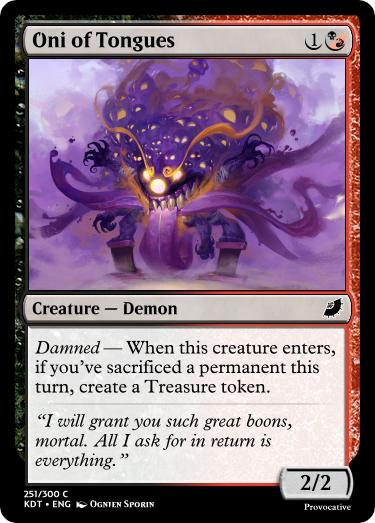 Oni of Tongues 1
Creature — Demon
Damned — When this creature enters,
if you've sacrificed a permanent this
turn, create a Treasure token.
“I will grant you such great boons,
mortal. All I ask for in return is
everything.”
2/2
251/300 C
KDT • ENG Ognien Sporin
Provocative